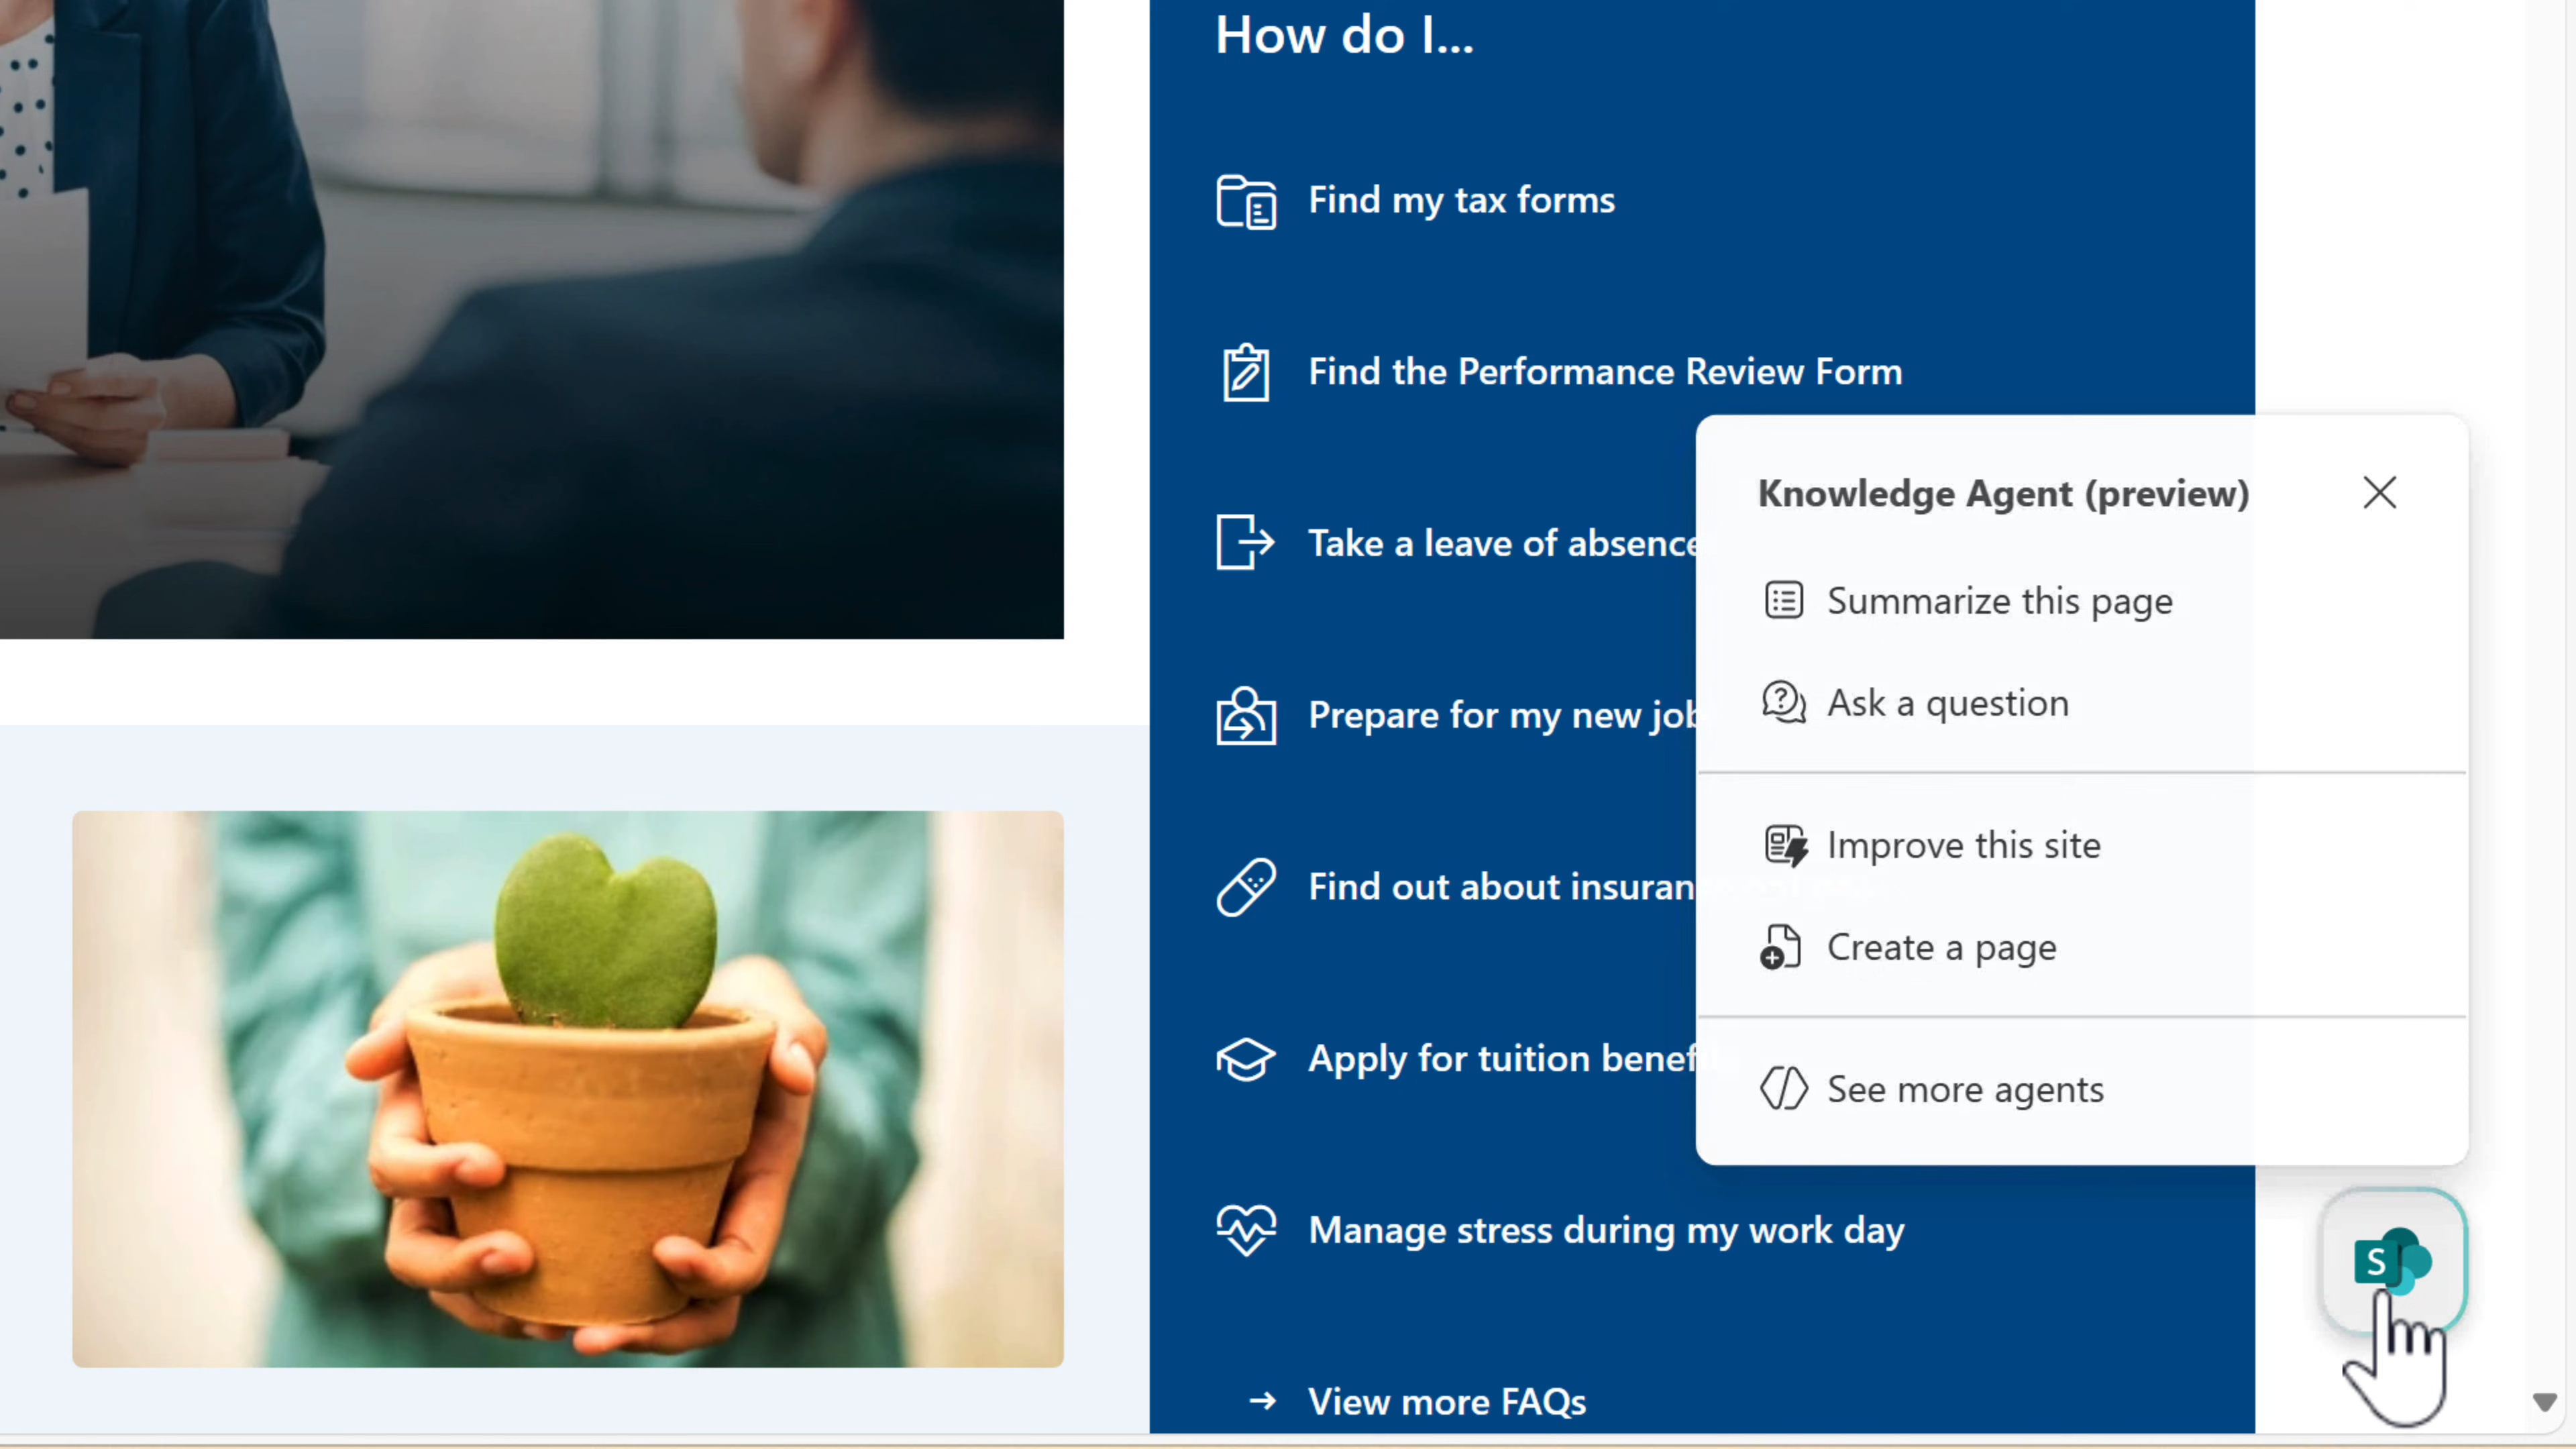 How do I...
Find my tax forms
Find the Performance Review Form
Take a leave of absence
Prepare for my new job
Find out about
Apply for tuition
Manage stress during my work day
View more FAQs
Knowledge Agent (preview)
Summarize this page
Ask a question
Improve this site
Create a page
See more agents
S